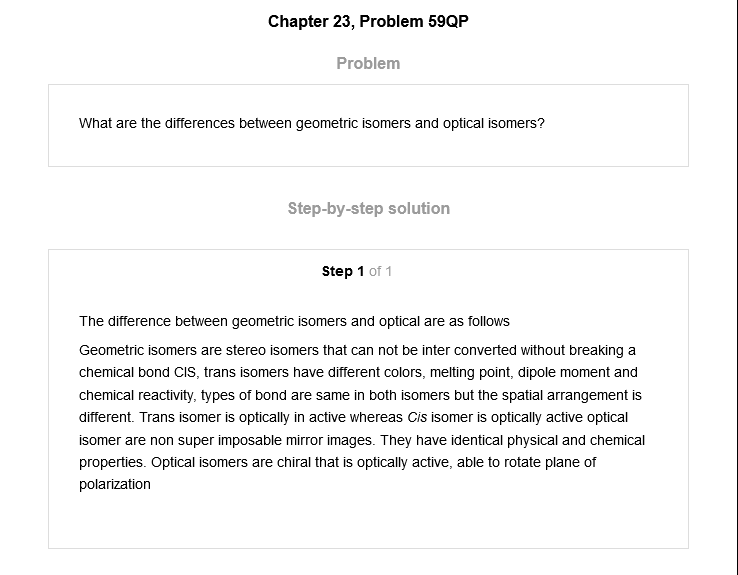 Chapter 23, Problem 59QP
Problem
What are the differences between geometric isomers and optical isomers?
Step-by-step solution
Step 1 of 1
The difference between geometric isomers and optical are as follows
Geometric isomers are stereo isomers that can not be inter converted without breaking a
chemical bond CIS, trans isomers have different colors, melting point, dipole moment and
chemical reactivity, types of bond are same in both isomers but the spatial arrangement is
different. Trans isomer is optically in active whereas Cis isomer is optically active optical
isomer are non super imposable mirror images. They have identical physical and chemical
properties. Optical isomers are chiral that is optically active, able to rotate plane of
polarization